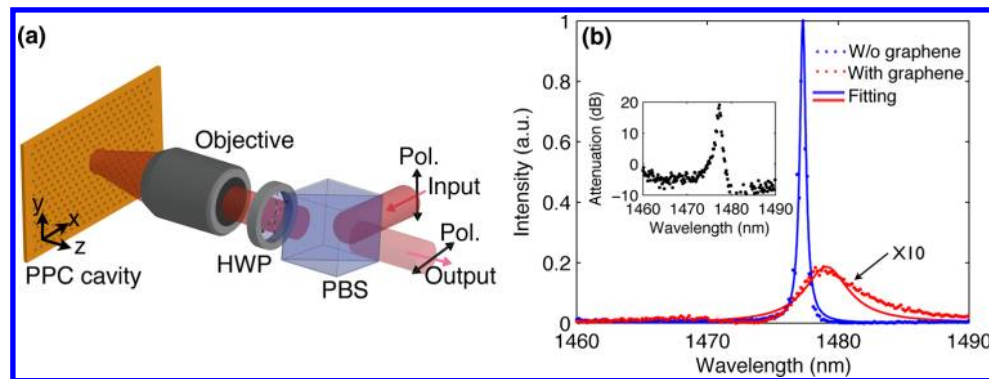 (a)
Objective
Pol.
Input
Pol.
Output
HWP
PBS
y
x
z
PPC cavity
(b)
W/o graphene
With graphene
Fitting
X10
Intensity (a.u.)
1
0.8
0.6
0.4
0.2
0
1460
1470
1480
1490
Wavelength (nm)
Attenuation (dB)
20
10
0
−10
1460
1470
1480
1490
Wavelength (nm)